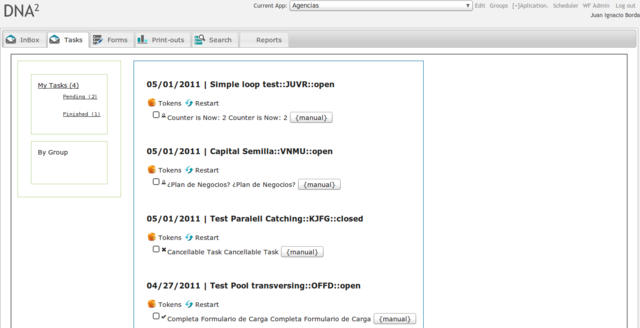 DNA²
Current App: Agencias Edit Groups [+]Aplication. Scheduler WF Admin Log out
Juan Ignacio Borda
InBox Tasks Forms Print-outs Search Reports
My Tasks (4)
Pending (2)
Finished (1)
By Group
05/01/2011 | Simple loop test::JUVR::open
Tokens Restart
Counter is Now: 2 Counter is Now: 2 {manual}
05/01/2011 | Capital Semilla::VNMU::open
Tokens Restart
¿Plan de Negocios? ¿Plan de Negocios? {manual}
05/01/2011 | Test Paralell Catching::KJFG::closed
Tokens Restart
Cancellable Task Cancellable Task {manual}
04/27/2011 | Test Pool transversing::OFFD::open
Tokens Restart
Completa Formulario de Carga Completa Formulario de Carga {manual}